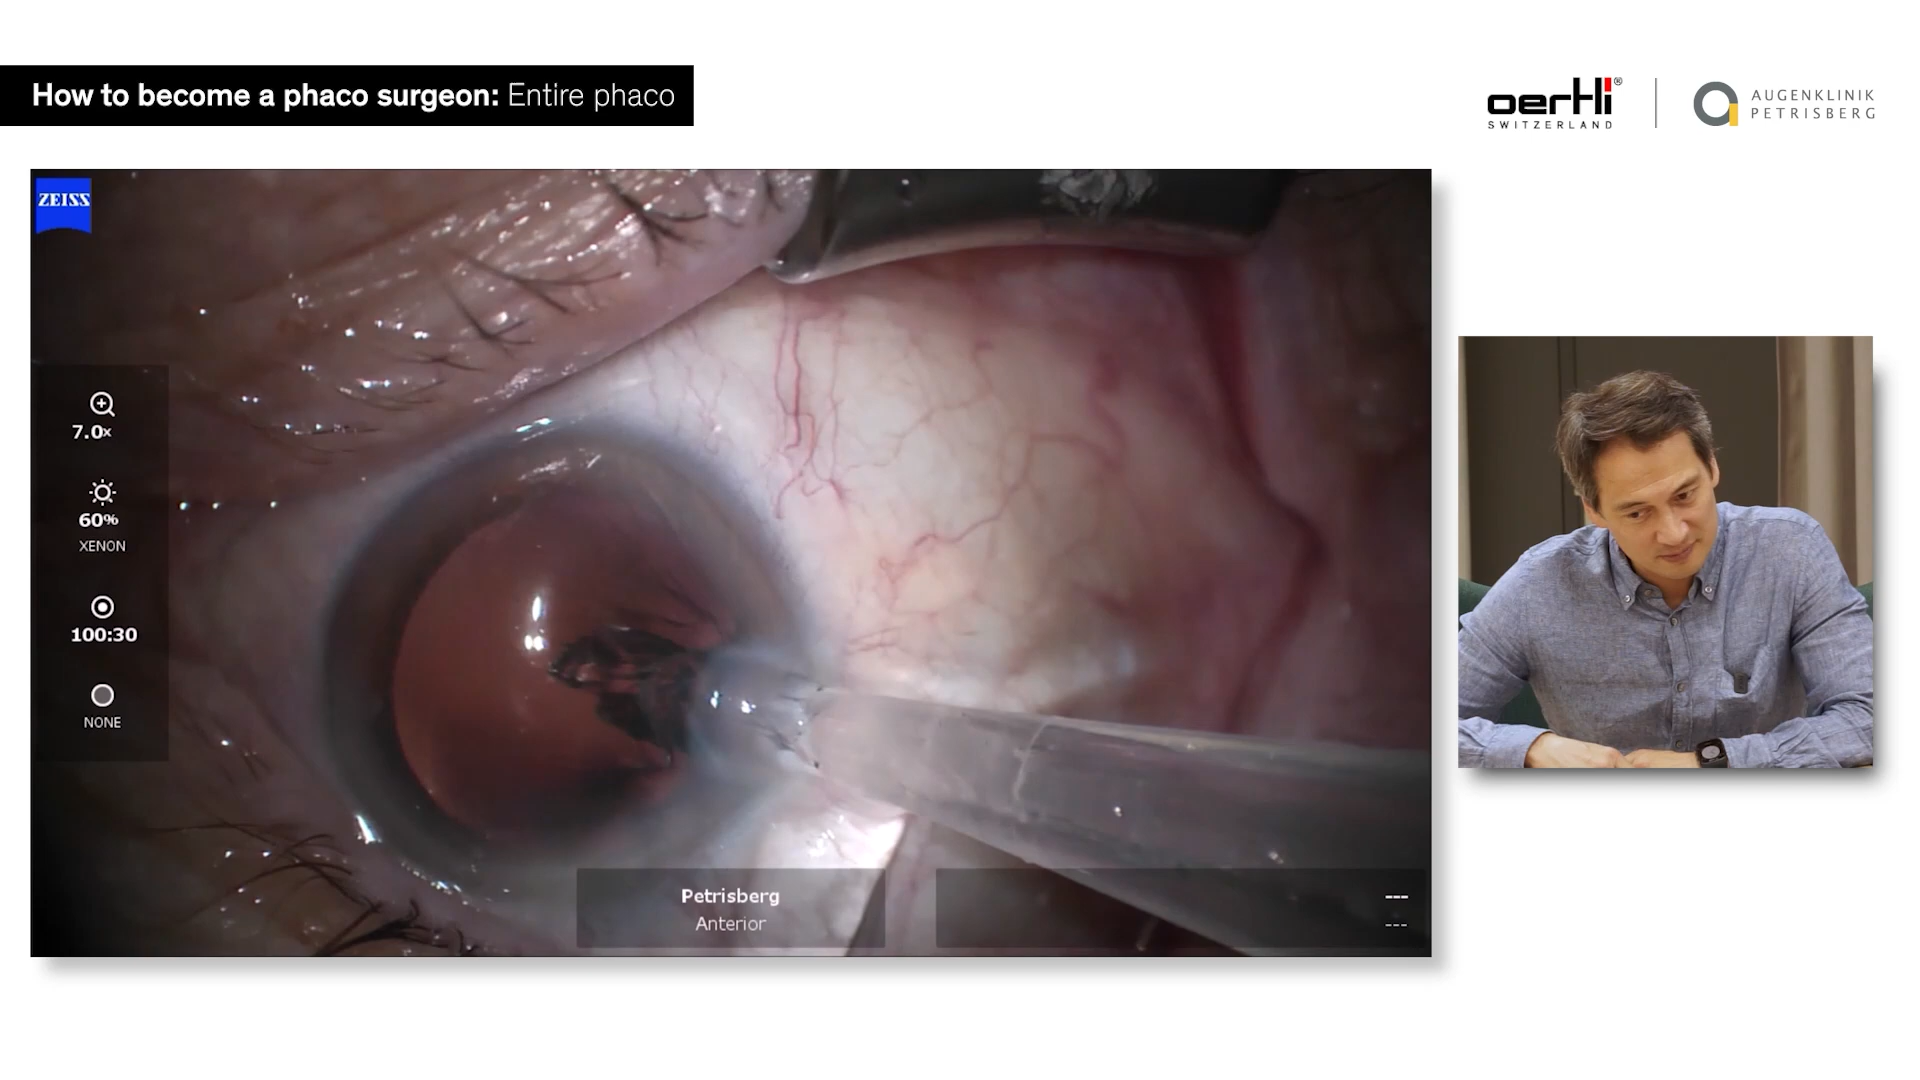 How to become a phaco surgeon: Entire phaco
oertli®
SWITZERLAND
AUGENKLINIK
PETRISBERG
ZEISS
7.0x
60%
XENON
100:30
NONE
Petrisberg
Anterior
---
---